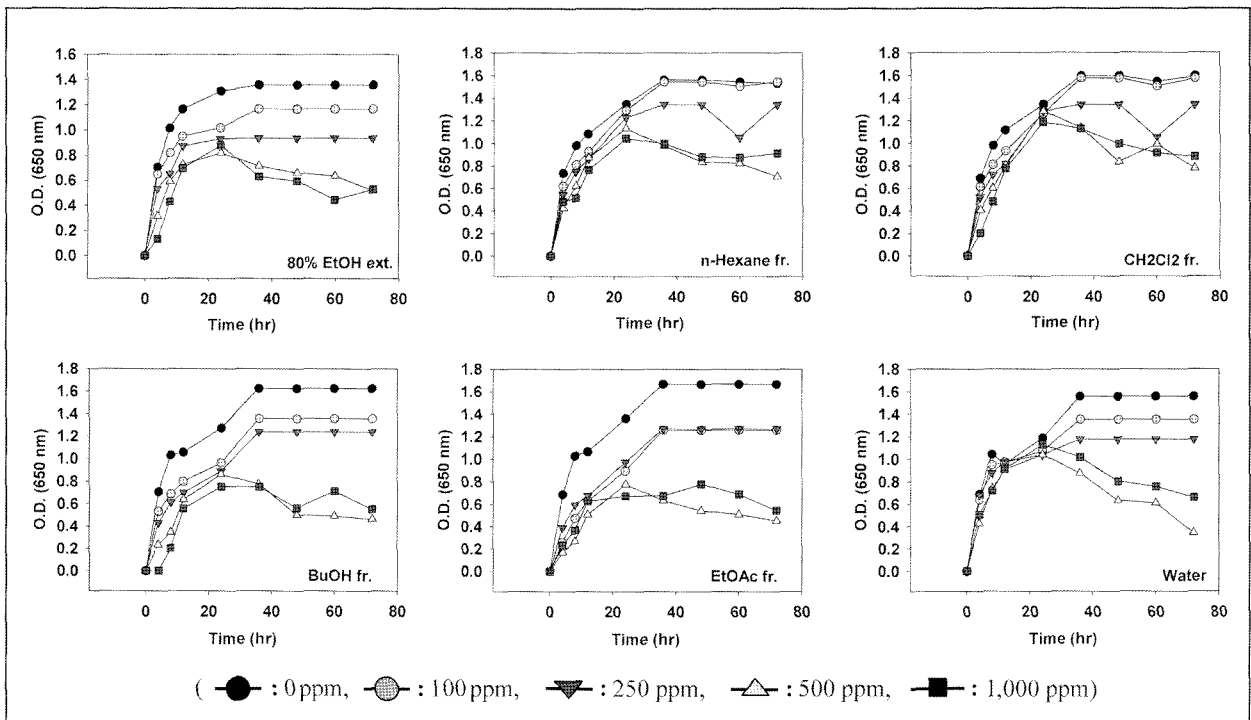 O.D. (650 nm)
1.6
1.4
1.2
1.0
0.8
0.6
0.4
0.2
0.0
80% EtOH ext.
0 20 40 60 80
Time (hr)
O.D. (650 nm)
1.8
1.6
1.4
1.2
1.0
0.8
0.6
0.4
0.2
0.0
n-Hexane fr.
0 20 40 60 80
Time (hr)
O.D. (650 nm)
1.8
1.6
1.4
1.2
1.0
0.8
0.6
0.4
0.2
0.0
CH2Cl2 fr.
0 20 40 60 80
Time (hr)
O.D. (650 nm)
1.8
1.6
1.4
1.2
1.0
0.8
0.6
0.4
0.2
0.0
BuOH fr.
0 20 40 60 80
Time (hr)
O.D. (650 nm)
1.8
1.6
1.4
1.2
1.0
0.8
0.6
0.4
0.2
0.0
EtOAc fr.
0 20 40 60 80
Time (hr)
O.D. (650 nm)
1.8
1.6
1.4
1.2
1.0
0.8
0.6
0.4
0.2
0.0
Water
0 20 40 60 80
Time (hr)
( : 0 ppm, : 100 ppm, : 250 ppm, : 500 ppm, : 1,000 ppm)